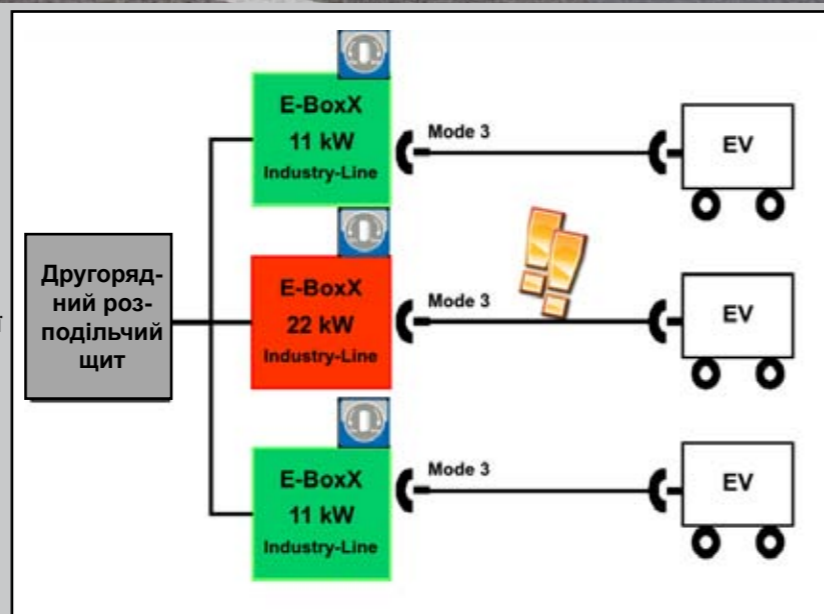 E-BoxX
11 kW
Industry-Line
Mode 3
EV
Другоряд-
ний роз-
подільчий
щит
E-BoxX
22 kW
Industry-Line
Mode 3
EV
ї
E-BoxX
11 kW
Industry-Line
Mode 3
EV